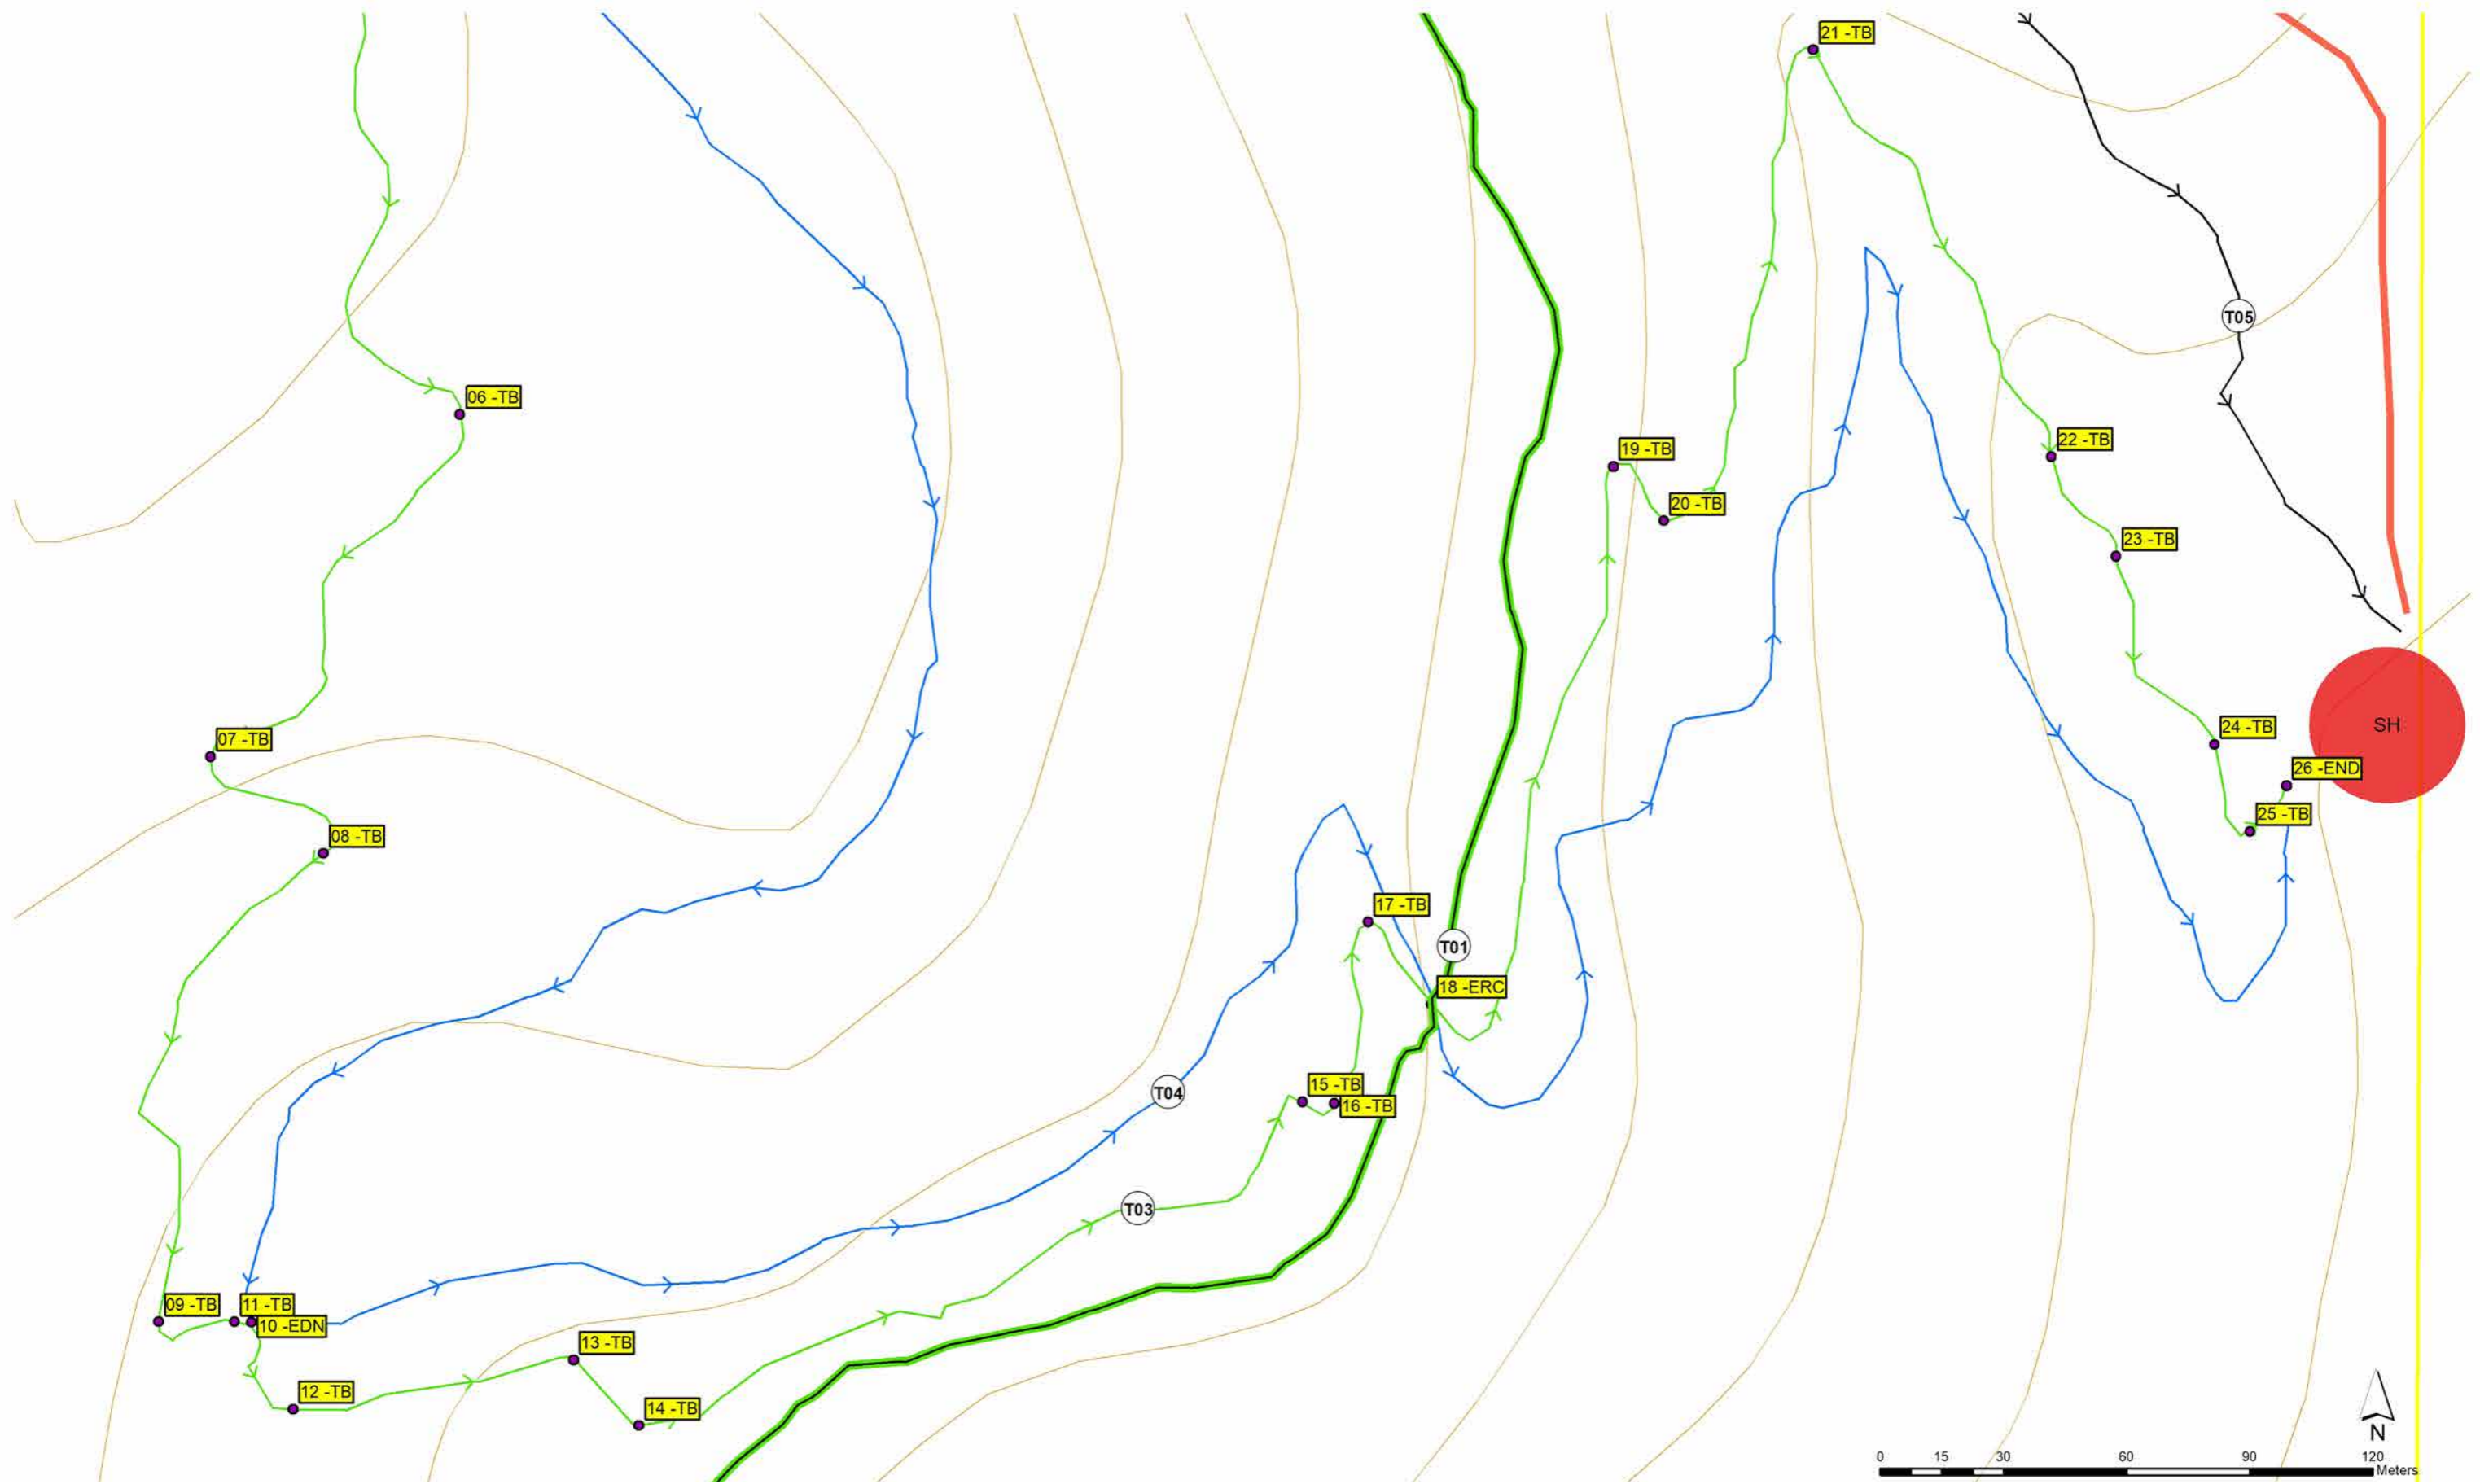 21 -TB
T05
06 -TB
22 -TB
19 -TB
20 -TB
23 -TB
07 -TB
24 -TB
SH
26 -END
25 -TB
08 -TB
17 -TB
T01
18 -ERC
15 -TB
T04
16 -TB
T03
09 -TB
11 -TB
10 -EDN
13 -TB
12 -TB
14 -TB
N
0 15 30 60 90 120
Meters